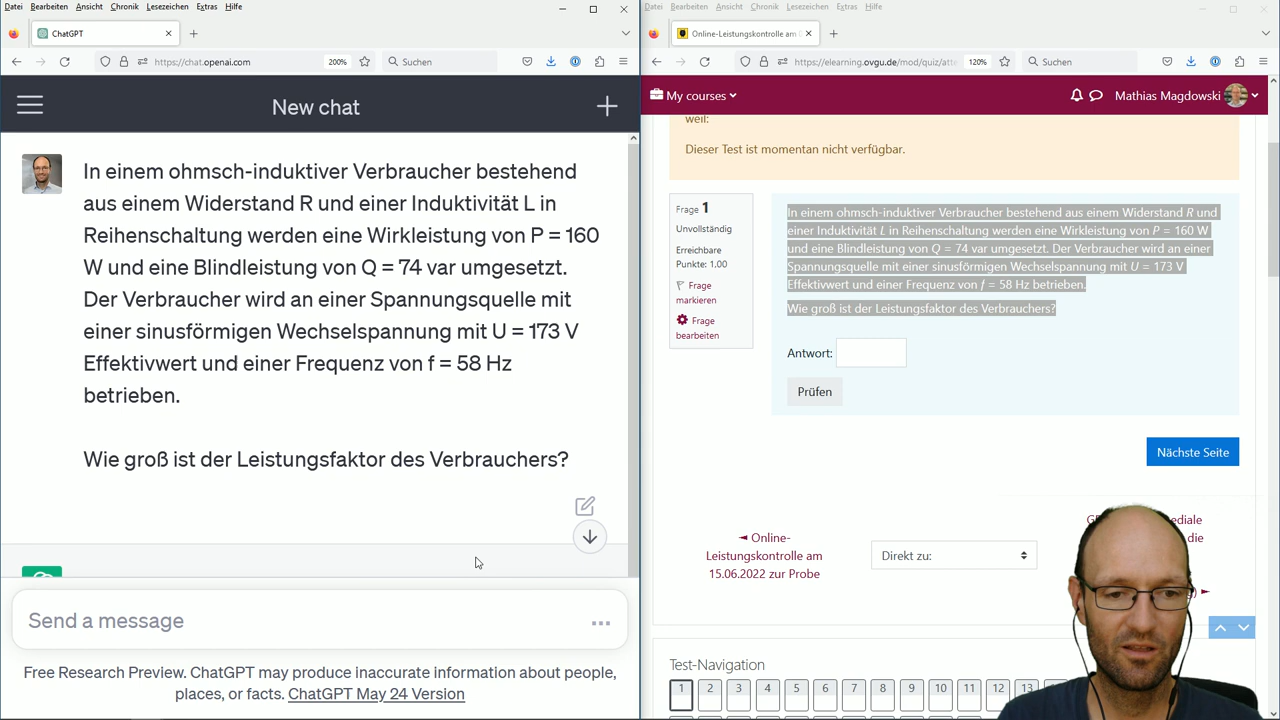 Datei Bearbeiten Ansicht Chronik Lesezeichen Extras Hilfe
ChatGPT
https://chat.openai.com
200%
Suchen
New chat
In einem ohmsch-induktiver Verbraucher bestehend
aus einem Widerstand R und einer Induktivität L in
Reihenschaltung werden eine Wirkleistung von P = 160
W und eine Blindleistung von Q = 74 var umgesetzt.
Der Verbraucher wird an einer Spannungsquelle mit
einer sinusförmigen Wechselspannung mit U = 173 V
Effektivwert und einer Frequenz von f = 58 Hz
betrieben.
Wie groß ist der Leistungsfaktor des Verbrauchers?
Send a message
Free Research Preview. ChatGPT may produce inaccurate information about people,
places, or facts. ChatGPT May 24 Version
Datei Bearbeiten Ansicht Chronik Lesezeichen Extras Hilfe
Online-Leistungskontrolle am
https://elearning.ovgu.de/mod/quiz/atte
120%
Suchen
My courses
Mathias Magdowski
weil:
Dieser Test ist momentan nicht verfügbar.
Frage 1
Unvollständig
Erreichbare
Punkte: 1,00
Frage
markieren
Frage
bearbeiten
In einem ohmsch-induktiver Verbraucher bestehend aus einem Widerstand R und
einer Induktivität L in Reihenschaltung werden eine Wirkleistung von P = 160 W
und eine Blindleistung von Q = 74 var umgesetzt. Der Verbraucher wird an einer
Spannungsquelle mit einer sinusförmigen Wechselspannung mit U = 173 V
Effektivwert und einer Frequenz von f = 58 Hz betrieben.
Wie groß ist der Leistungsfaktor des Verbrauchers?
Antwort:
Prüfen
Nächste Seite
◄ Online-
Leistungskontrolle am
15.06.2022 zur Probe
Direkt zu:
die
►
Test-Navigation
1 2 3 4 5 6 7 8 9 10 11 12 13